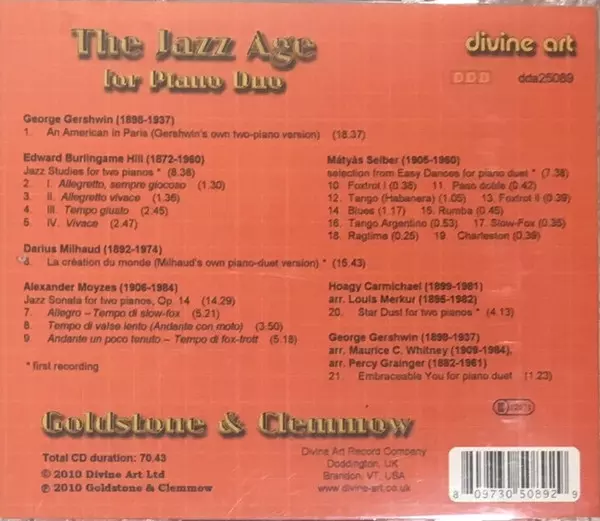 The Jazz Age
for Piano Duo
divine art
DDD
dda25089
George Gershwin (1898-1937)
1. An American in Paris (Gershwin's own two-piano version) (18.37)
Edward Burlingame Hill (1872-1960)
Jazz Studies for two pianos * (8.38)
2. I. Allegretto, sempre giocoso (1.30)
3. II. Allegretto vivace (1.36)
4. III. Tempo giusto (2.45)
5. IV. Vivace (2.47)
Darius Milhaud (1892-1974)
6. La création du monde (Milhaud's own piano-duet version) * (15.43)
Alexander Moyzes (1906-1984)
Jazz Sonata for two pianos, Op. 14 (14.29)
7. Allegro – Tempo di slow-fox (5.21)
8. Tempo di valse lento (Andante con moto) (3.50)
9. Andante un poco tenuto – Tempo di fox-trott (5.18)
* first recording
Mátyás Seiber (1905-1960)
selection from Easy Dances for piano duet * (7.38)
10 Foxtrot I (0.38) 11. Paso doble (0.42)
12. Tango (Habanera) (1.05) 13. Foxtrot II (0.39)
14 Blues (1.17) 15. Rumba (0.45)
16. Tango Argentino (0.53) 17. Slow-Fox (0.35)
18. Ragtime (0.25) 19. Charleston (0.39)
Hoagy Carmichael (1899-1981)
arr. Louis Merkur (1895-1982)
20. Star Dust for two pianos * (4.13)
George Gershwin (1898-1937)
arr. Maurice C. Whitney (1909-1984),
arr. Percy Grainger (1882-1961)
21. Embraceable You for piano duet (1.23)
Goldstone & Clemmow
Total CD duration: 70.43
© 2010 Divine Art Ltd
℗ 2010 Goldstone & Clemmow
Divine Art Record Company
Doddington, UK
Brandon, VT, USA
www.divine-art.co.uk
8 09730 50892 9